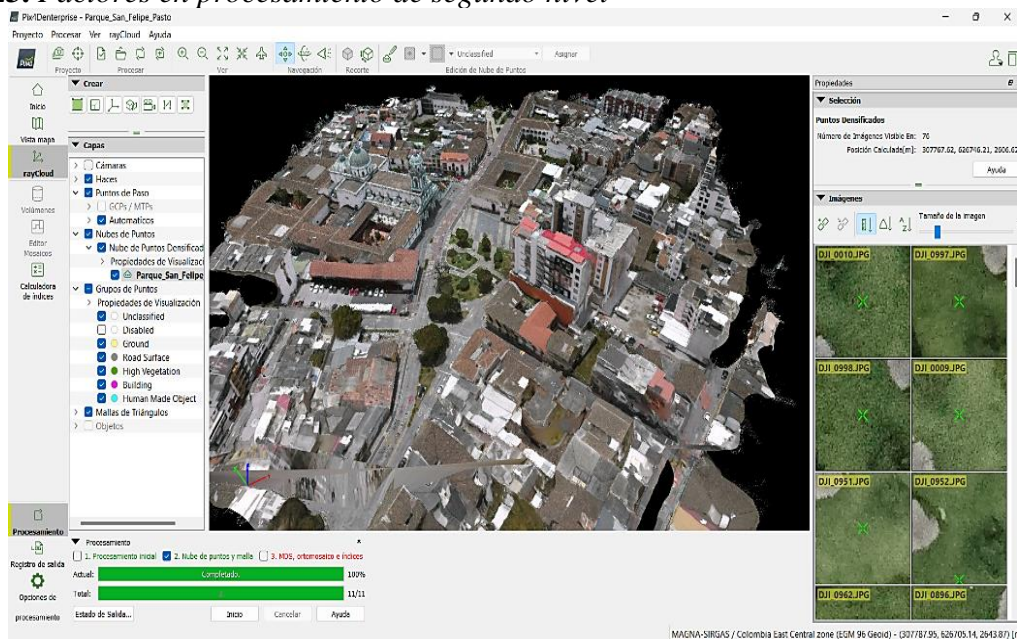 Factores en procesamiento de segundo nivel
Pix4Denterprise - Parque_San_Felipe_Pasto
Proyecto Procesar Ver rayCloud Ayuda
Unclassified Asignar
Proyecto Procesar Ver Navegación Recorte Edición de Nube de Puntos
Inicio
Vista mapa
rayCloud
Volúmenes
Editor
Mosaicos
Calculadora
de índices
Procesamiento
Registro de salida
Opciones de
procesamiento
Crear
Capas
Cámaras
Haces
Puntos de Paso
GCPs / MTPs
Automáticos
Nubes de Puntos
Nube de Puntos Densificad
Propiedades de Visualizaci
Parque_San_Felipe
Grupos de Puntos
Propiedades de Visualización
Unclassified
Disabled
Ground
Road Surface
High Vegetation
Building
Human Made Object
Mallas de Triángulos
Objetos
Procesamiento
1. Procesamiento inicial 2. Nube de puntos y malla 3. MDS, ortomosaico e índices
Actual: Completado. 100%
Total: 11/11
Estado de Salida... Inicio Cancelar Ayuda
Propiedades
Selección
Puntos Densificados
Número de Imágenes Visible En: 76
Posición Calculada[m]: 307767.62, 626746.21, 2606.62
Ayuda
Imágenes
Tamaño de la imagen
DJI_0010.JPG DJI_0997.JPG
DJI_0998.JPG DJI_0009.JPG
DJI_0951.JPG DJI_0952.JPG
DJI_0962.JPG DJI_0896.JPG
MAGNA-SIRGAS / Colombia East Central zone (EGM 96 Geoid) - (307787.95, 626705.14, 2643.87) [